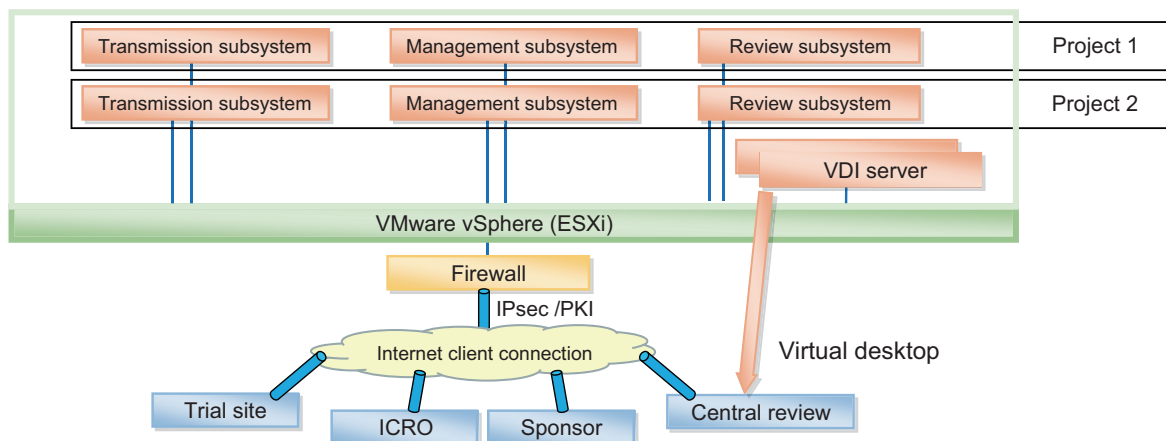 Transmission subsystem
Management subsystem
Review subsystem
Project 1
Transmission subsystem
Management subsystem
Review subsystem
Project 2
VDI server
VMware vSphere (ESXi)
Firewall
IPsec /PKI
Internet client connection
Virtual desktop
Trial site
ICRO
Sponsor
Central review